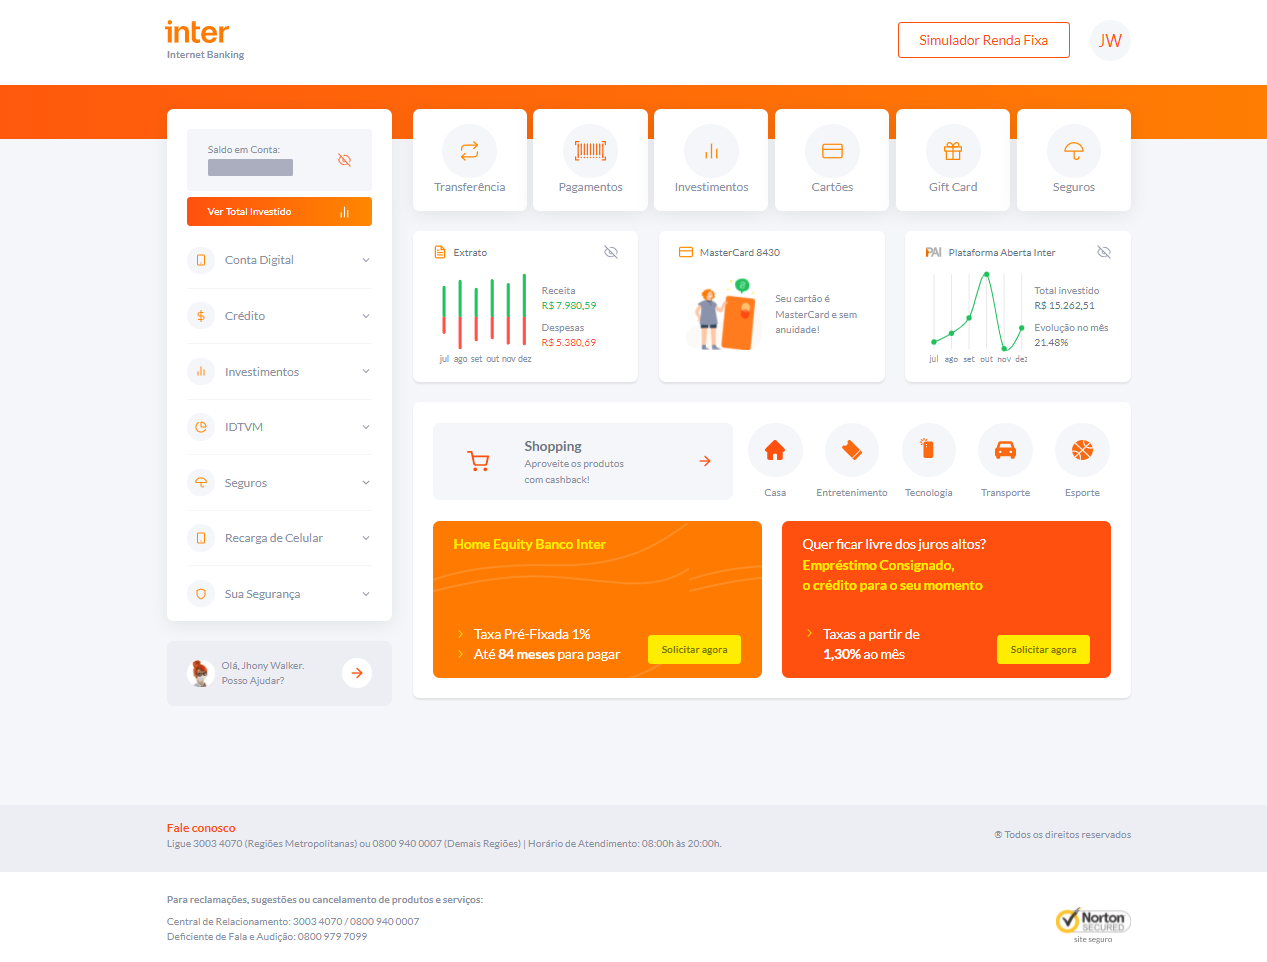 inter
Internet Banking
Simulador Renda Fixa
JW
Saldo em Conta:
Ver Total Investido
Conta Digital
Crédito
Investimentos
IDTVM
Seguros
Recarga de Celular
Sua Segurança
Olá, Jhony Walker.
Posso Ajudar?
Transferência
Pagamentos
Investimentos
Cartões
Gift Card
Seguros
Extrato
Receita
R$ 7.980,59
Despesas
R$ 5.380,69
jul ago set out nov dez
MasterCard 8430
Seu cartão é
MasterCard e sem
anuidade!
PAI Plataforma Aberta Inter
Total investido
R$ 15.262,51
Evolução no mês
21.48%
jul ago set out nov dez
Shopping
Aproveite os produtos
com cashback!
Casa
Entretenimento
Tecnologia
Transporte
Esporte
Home Equity Banco Inter
Taxa Pré-Fixada 1%
Até 84 meses para pagar
Solicitar agora
Quer ficar livre dos juros altos?
Empréstimo Consignado,
o crédito para o seu momento
Taxas a partir de
1,30% ao mês
Solicitar agora
Fale conosco
Ligue 3003 4070 (Regiões Metropolitanas) ou 0800 940 0007 (Demais Regiões) | Horário de Atendimento: 08:00h às 20:00h.
® Todos os direitos reservados
Para reclamações, sugestões ou cancelamento de produtos e serviços:
Central de Relacionamento: 3003 4070 / 0800 940 0007
Deficiente de Fala e Audição: 0800 979 7099
Norton
SECURED
site seguro